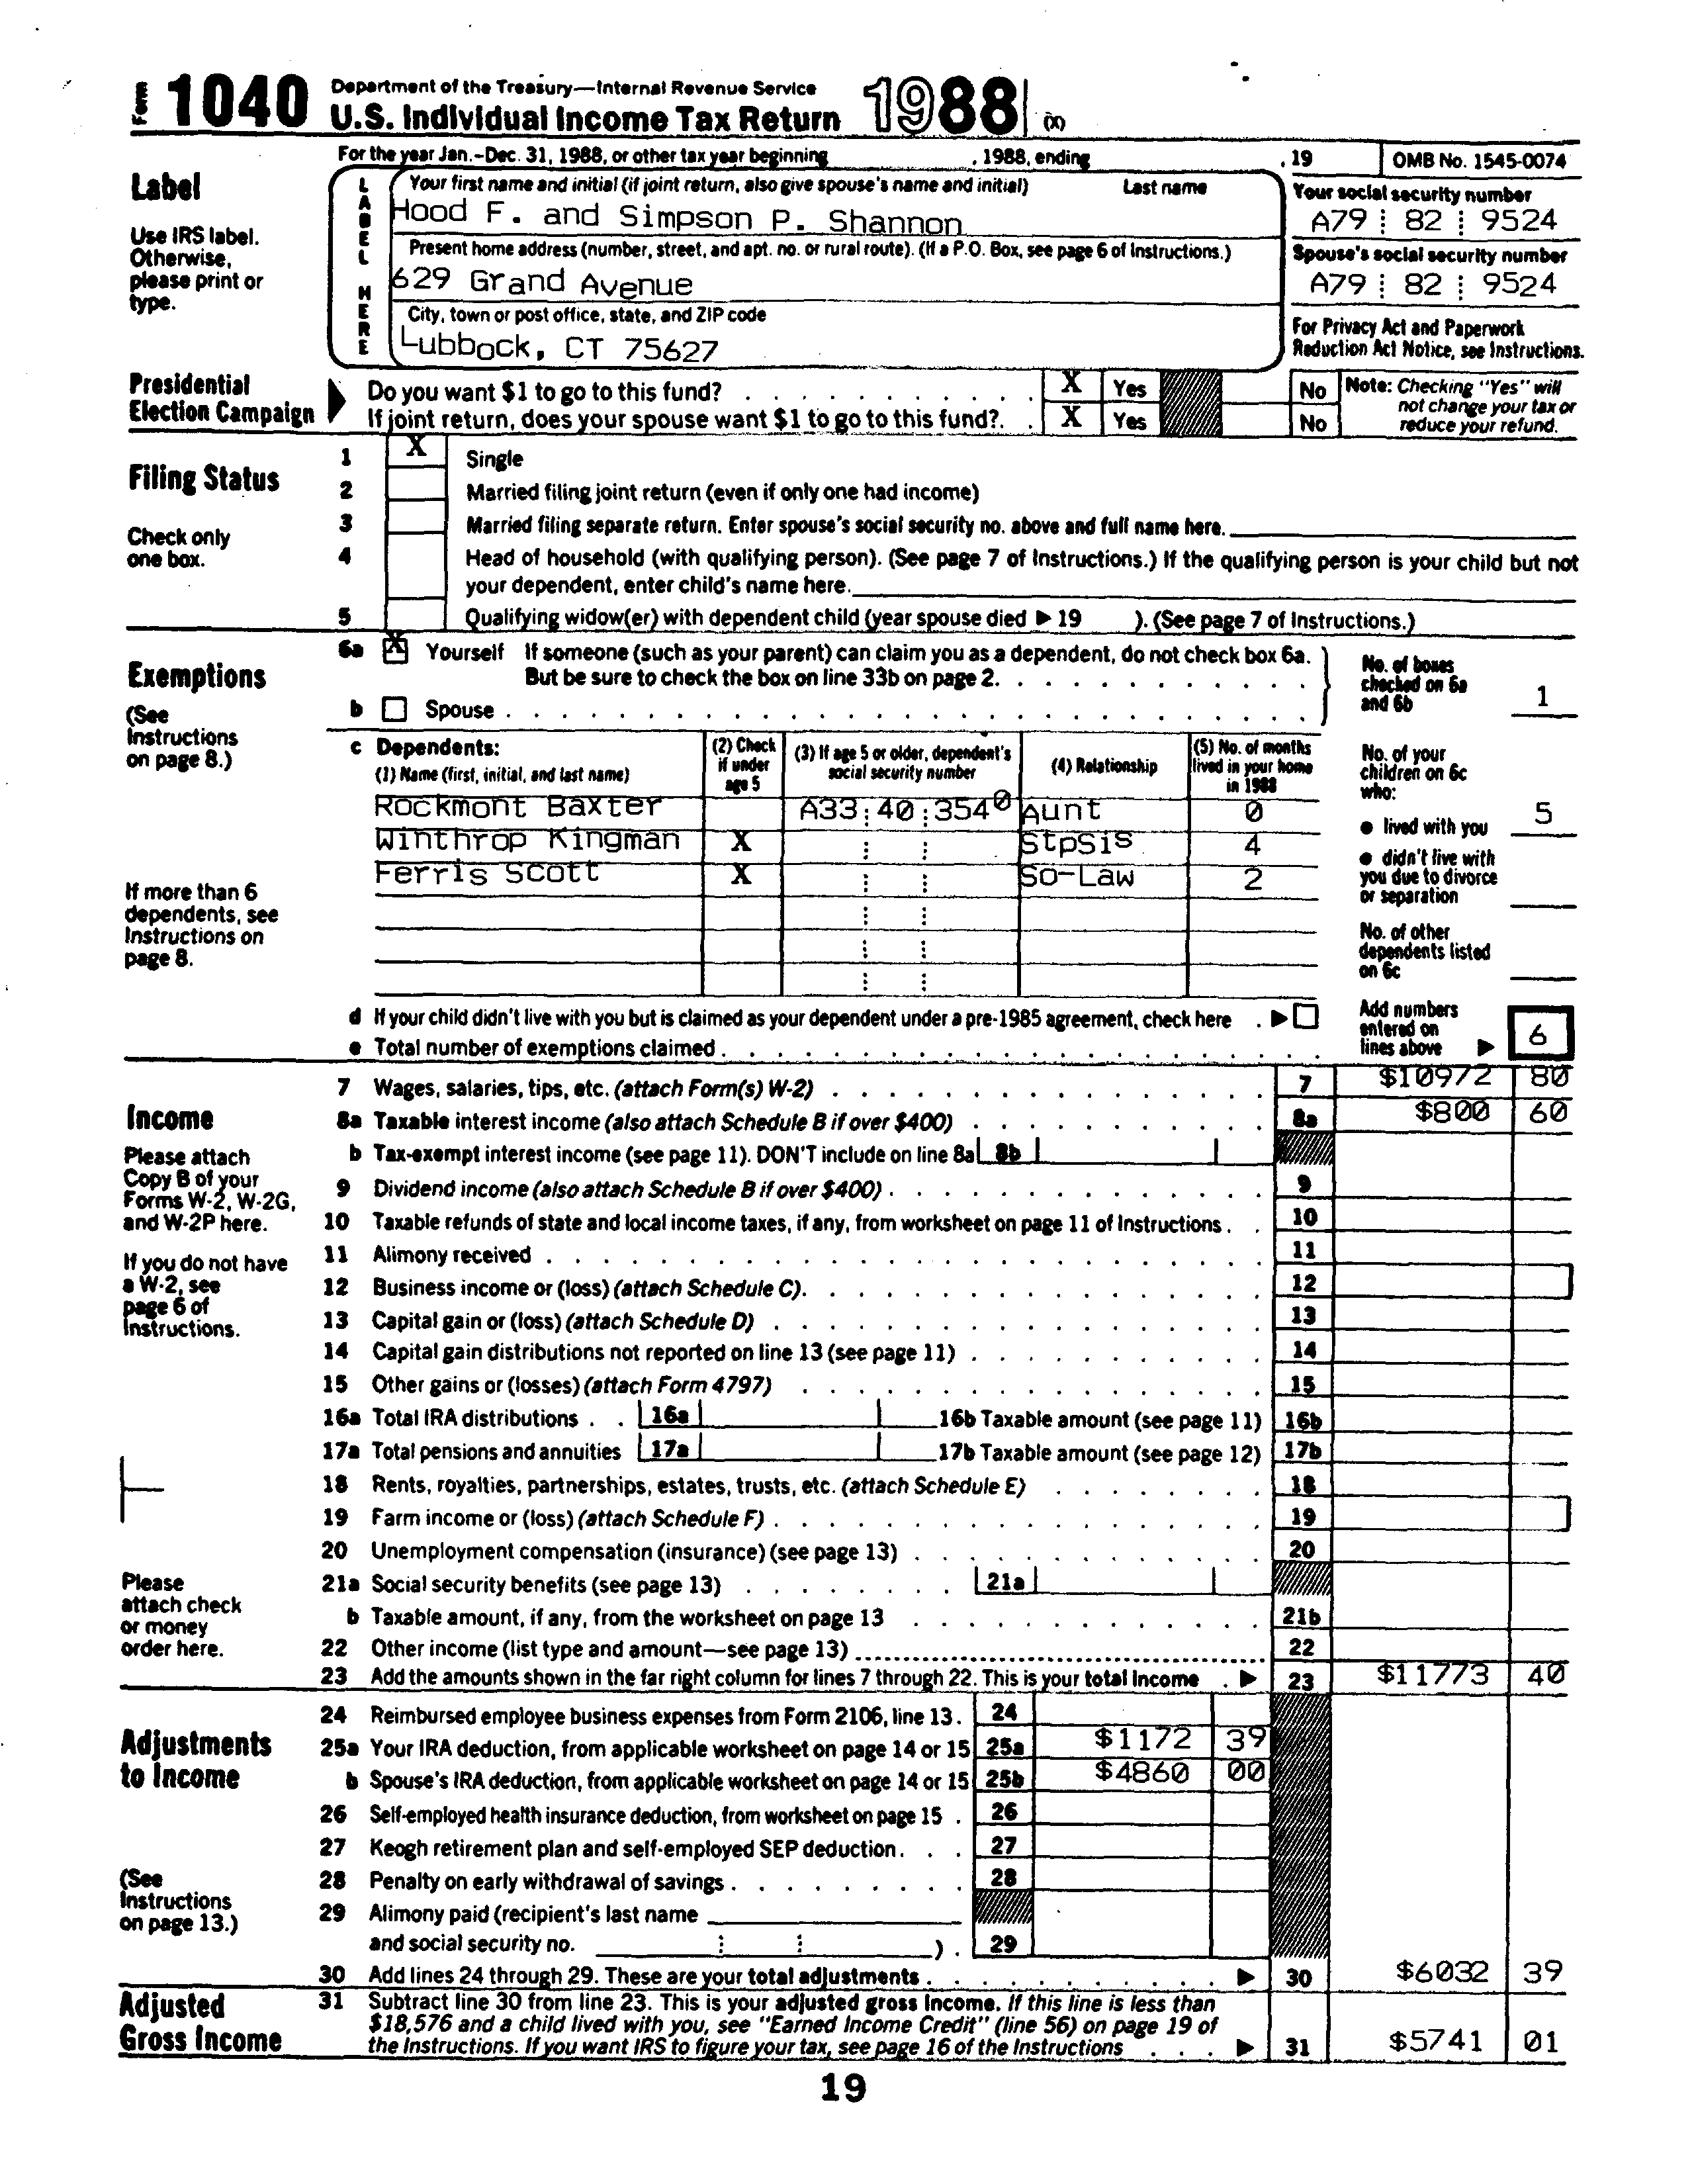 Form 1040 Department of the Treasury—Internal Revenue Service
U.S. Individual Income Tax Return 1988 (X)
For the year Jan.-Dec. 31, 1988, or other tax year beginning , 1988, ending , 19 OMB No. 1545-0074
Label
Use IRS label.
Otherwise,
please print or
type.
LABEL HERE
Your first name and initial (if joint return, also give spouse's name and initial) Last name
Hood F. and Simpson P. Shannon
Your social security number
A79 82 9524
Present home address (number, street, and apt. no. or rural route). (If a P.O. Box, see page 6 of Instructions.)
629 Grand Avenue
Spouse's social security number
A79 82 9524
City, town or post office, state, and ZIP code
Lubbock, CT 75627
For Privacy Act and Paperwork
Reduction Act Notice, see Instructions.
Presidential
Election Campaign
Do you want $1 to go to this fund? X Yes No
If joint return, does your spouse want $1 to go to this fund? X Yes No
Note: Checking "Yes" will
not change your tax or
reduce your refund.
Filing Status
Check only
one box.
1 X Single
2 Married filing joint return (even if only one had income)
3 Married filing separate return. Enter spouse's social security no. above and full name here.
4 Head of household (with qualifying person). (See page 7 of Instructions.) If the qualifying person is your child but not
your dependent, enter child's name here.
5 Qualifying widow(er) with dependent child (year spouse died ▶ 19 ). (See page 7 of Instructions.)
Exemptions
(See
Instructions
on page 8.)
6a X Yourself If someone (such as your parent) can claim you as a dependent, do not check box 6a.
But be sure to check the box on line 33b on page 2.
b Spouse
No. of boxes
checked on 6a
and 6b 1
c Dependents:
(1) Name (first, initial, and last name)
(2) Check
if under
age 5
(3) If age 5 or older, dependent's
social security number
(4) Relationship
(5) No. of months
lived in your home
in 1988
Rockmont Baxter A33 40 3540 Aunt 0
Winthrop Kingman X StpSis 4
Ferris Scott X So-Law 2
If more than 6
dependents, see
Instructions on
page 8.
No. of your
children on 6c
who:
● lived with you 5
● didn't live with
you due to divorce
or separation
No. of other
dependents listed
on 6c
d If your child didn't live with you but is claimed as your dependent under a pre-1985 agreement, check here ▶
e Total number of exemptions claimed
Add numbers
entered on
lines above ▶ 6
Income
Please attach
Copy B of your
Forms W-2, W-2G,
and W-2P here.
If you do not have
a W-2, see
page 6 of
Instructions.
Please
attach check
or money
order here.
7 Wages, salaries, tips, etc. (attach Form(s) W-2) 7 $10972 80
8a Taxable interest income (also attach Schedule B if over $400) 8a $800 60
b Tax-exempt interest income (see page 11). DON'T include on line 8a 8b
9 Dividend income (also attach Schedule B if over $400) 9
10 Taxable refunds of state and local income taxes, if any, from worksheet on page 11 of Instructions 10
11 Alimony received 11
12 Business income or (loss) (attach Schedule C) 12
13 Capital gain or (loss) (attach Schedule D) 13
14 Capital gain distributions not reported on line 13 (see page 11) 14
15 Other gains or (losses) (attach Form 4797) 15
16a Total IRA distributions 16a 16b Taxable amount (see page 11) 16b
17a Total pensions and annuities 17a 17b Taxable amount (see page 12) 17b
18 Rents, royalties, partnerships, estates, trusts, etc. (attach Schedule E) 18
19 Farm income or (loss) (attach Schedule F) 19
20 Unemployment compensation (insurance) (see page 13) 20
21a Social security benefits (see page 13) 21a
b Taxable amount, if any, from the worksheet on page 13 21b
22 Other income (list type and amount—see page 13) 22
23 Add the amounts shown in the far right column for lines 7 through 22. This is your total income ▶ 23 $11773 40
Adjustments
to Income
(See
Instructions
on page 13.)
24 Reimbursed employee business expenses from Form 2106, line 13. 24
25a Your IRA deduction, from applicable worksheet on page 14 or 15 25a $1172 39
b Spouse's IRA deduction, from applicable worksheet on page 14 or 15 25b $4860 00
26 Self-employed health insurance deduction, from worksheet on page 15 26
27 Keogh retirement plan and self-employed SEP deduction 27
28 Penalty on early withdrawal of savings 28
29 Alimony paid (recipient's last name
and social security no. ) 29
30 Add lines 24 through 29. These are your total adjustments ▶ 30 $6032 39
Adjusted
Gross Income
31 Subtract line 30 from line 23. This is your adjusted gross income. If this line is less than
$18,576 and a child lived with you, see "Earned Income Credit" (line 56) on page 19 of
the Instructions. If you want IRS to figure your tax, see page 16 of the Instructions ▶ 31 $5741 01
19